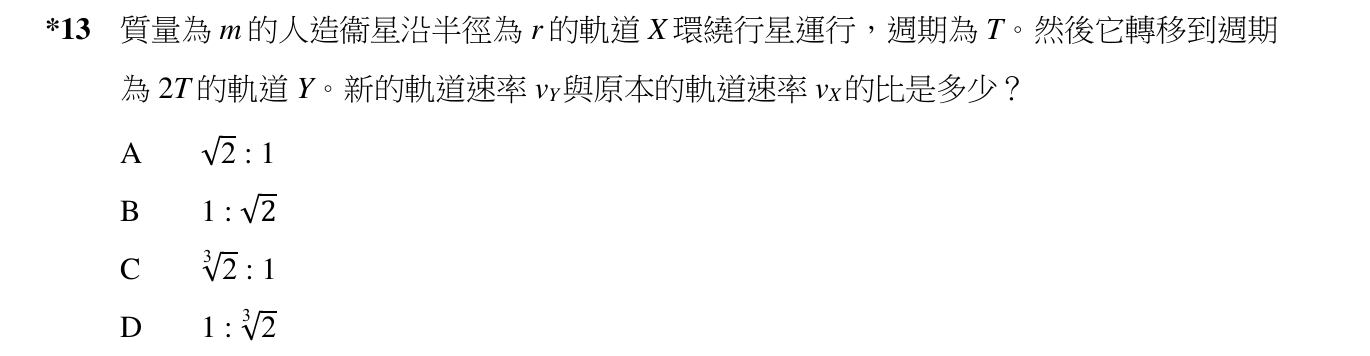 *13 質量為 m 的人造衞星沿半徑為 r 的軌道 X 環繞行星運行，週期為 T。然後它轉移到週期
為 2T 的軌道 Y。新的軌道速率 vY 與原本的軌道速率 vX 的比是多少？
A √2 : 1
B 1 : √2
C ∛2 : 1
D 1 : ∛2